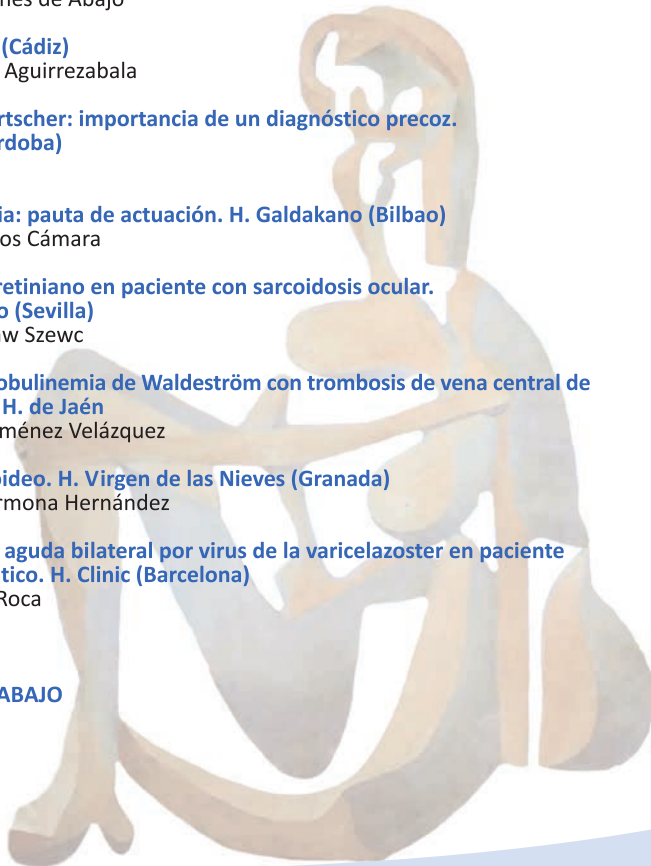 nes de Abajo
(Cádiz)
Aguirrezabala
rtscher: importancia de un diagnóstico precoz.
rdoba)
ia: pauta de actuación. H. Galdakano (Bilbao)
os Cámara
retiniano en paciente con sarcoidosis ocular.
o (Sevilla)
aw Szewc
obulinemia de Waldeström con trombosis de vena central de
H. de Jaén
ménez Velázquez
oideo. H. Virgen de las Nieves (Granada)
rmona Hernández
aguda bilateral por virus de la varicelazoster en paciente
tico. H. Clinic (Barcelona)
Roca
ABAJO